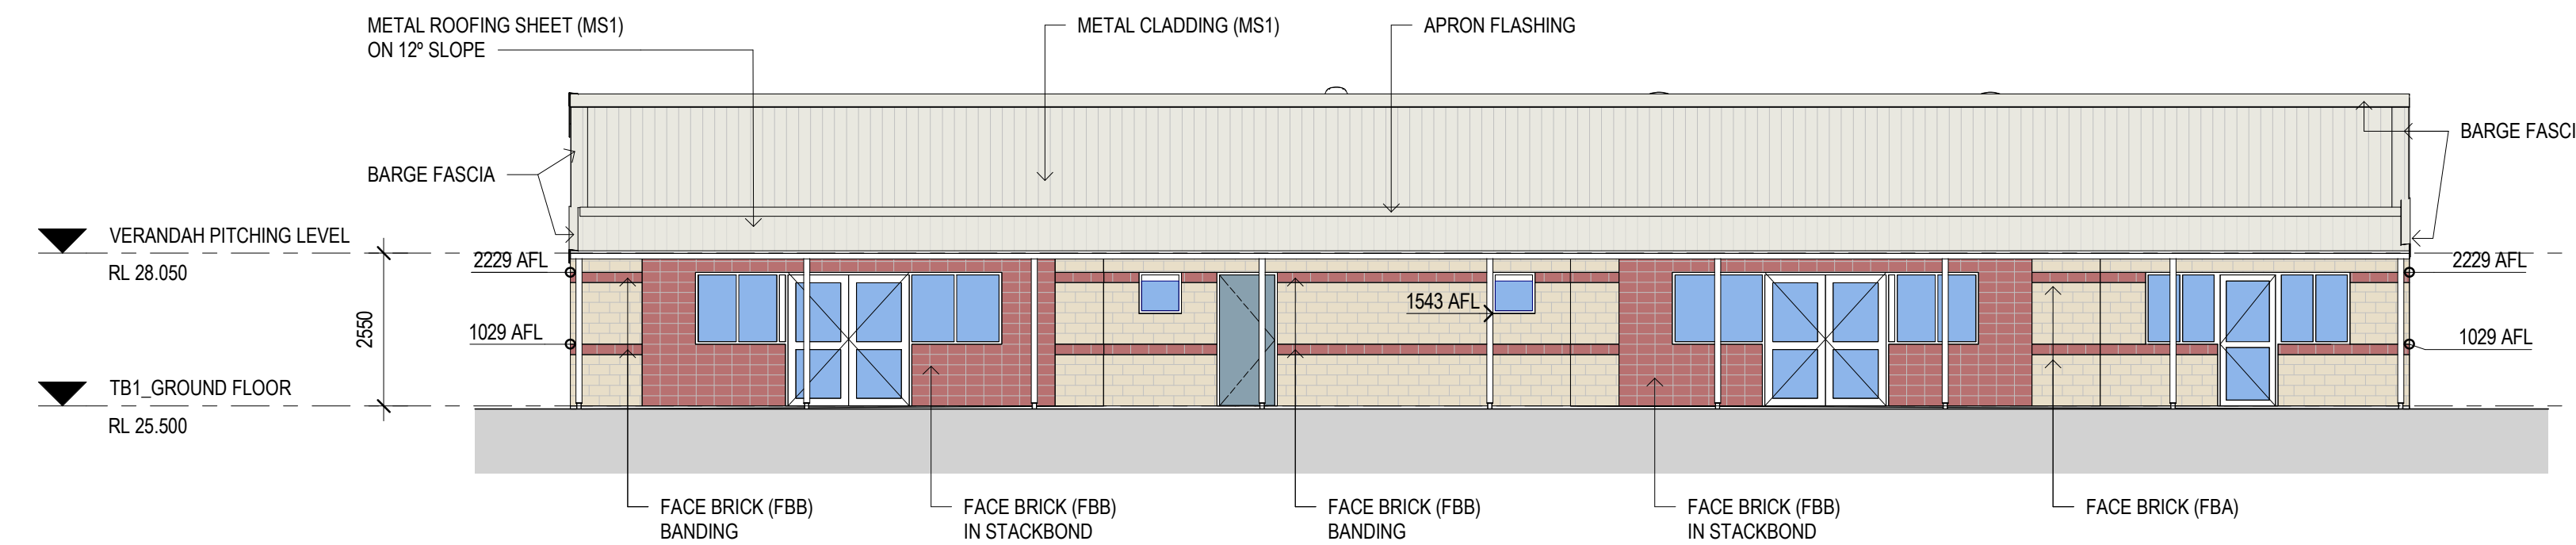 METAL ROOFING SHEET (MS1)
ON 12º SLOPE
METAL CLADDING (MS1)
APRON FLASHING
BARGE FASCI
BARGE FASCIA
VERANDAH PITCHING LEVEL
RL 28.050
2229 AFL
2229 AFL
2550
1543 AFL
1029 AFL
1029 AFL
TB1_GROUND FLOOR
RL 25.500
FACE BRICK (FBB)
BANDING
FACE BRICK (FBB)
IN STACKBOND
FACE BRICK (FBB)
BANDING
FACE BRICK (FBB)
IN STACKBOND
FACE BRICK (FBA)